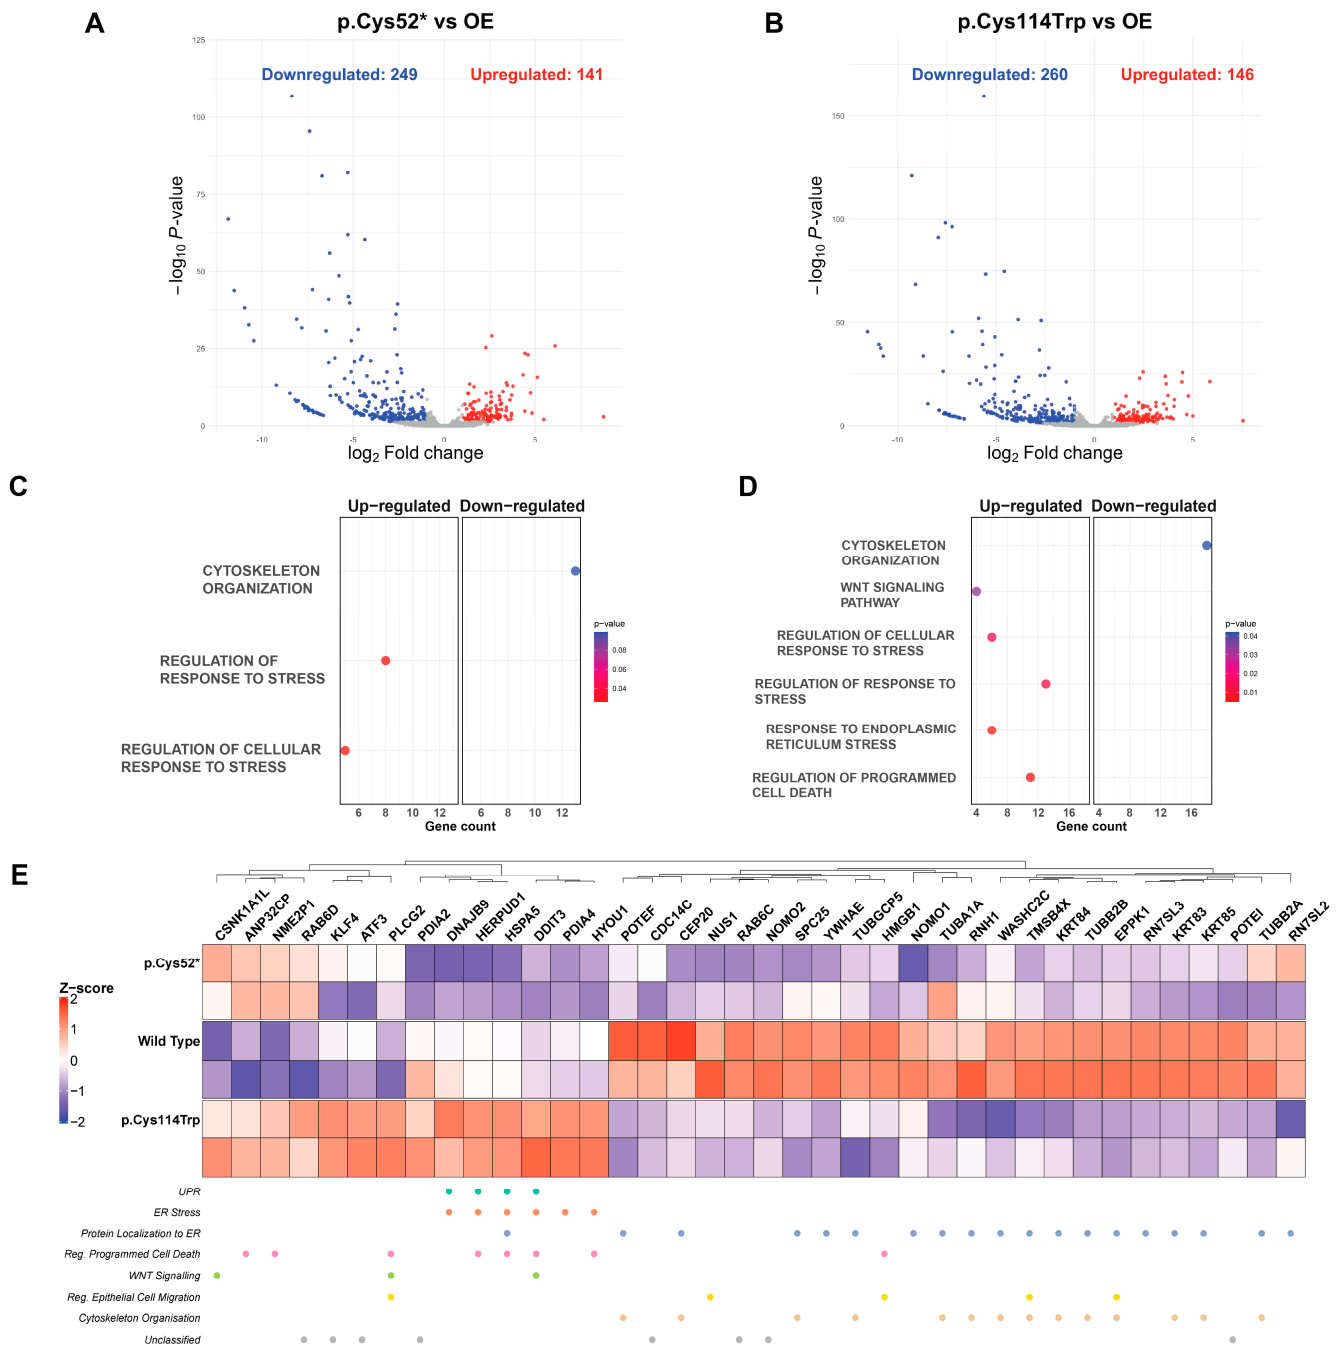 A
p.Cys52* vs OE
Downregulated: 249
Upregulated: 141
125
100
75
50
25
0
-10
-5
0
5
−log10 P-value
log2 Fold change
B
p.Cys114Trp vs OE
Downregulated: 260
Upregulated: 146
150
100
50
0
-10
-5
0
5
−log10 P-value
log2 Fold change
C
Up−regulated
Down−regulated
CYTOSKELETON
ORGANIZATION
REGULATION OF
RESPONSE TO STRESS
REGULATION OF CELLULAR
RESPONSE TO STRESS
6 8 10 12
6 8 10 12
Gene count
p−value
0.08
0.06
0.04
D
Up−regulated
Down−regulated
CYTOSKELETON
ORGANIZATION
WNT SIGNALING
PATHWAY
REGULATION OF CELLULAR
RESPONSE TO STRESS
REGULATION OF RESPONSE TO
STRESS
RESPONSE TO ENDOPLASMIC
RETICULUM STRESS
REGULATION OF PROGRAMMED
CELL DEATH
4 8 12 16
4 8 12 16
Gene count
p−value
0.04
0.03
0.02
0.01
E
CSNK1A1L
ANP32CP
NME2P1
RAB6D
KLF4
ATF3
PLCG2
PDIA2
DNAJB9
HERPUD1
HSPA5
DDIT3
PDIA4
HYOU1
POTEF
CDC14C
CEP20
NUS1
RAB6C
NOMO2
SPC25
YWHAE
TUBGCP5
HMGB1
NOMO1
TUBA1A
RNH1
WASHC2C
TMSB4X
KRT84
TUBB2B
EPPK1
RN7SL3
KRT83
KRT85
POTEI
TUBB2A
RN7SL2
p.Cys52*
Wild Type
p.Cys114Trp
Z−score
2
1
0
−1
−2
UPR
ER Stress
Protein Localization to ER
Reg. Programmed Cell Death
WNT Signalling
Reg. Epithelial Cell Migration
Cytoskeleton Organisation
Unclassified